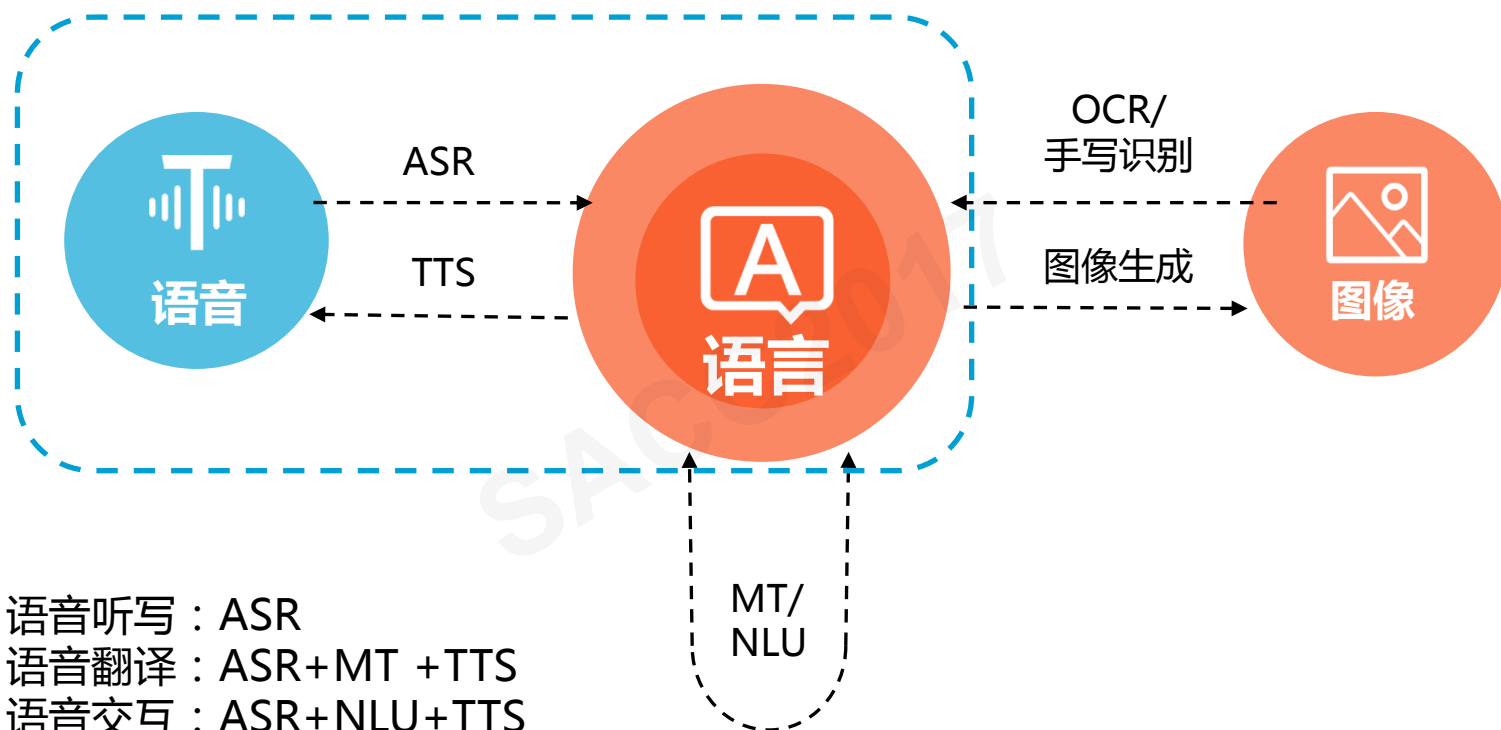 ASR
TTS
语音
A
语言
OCR/
手写识别
图像生成
图像
MT/
NLU
语音听写：ASR
语音翻译：ASR+MT +TTS
语音交互：ASR+NLU+TTS